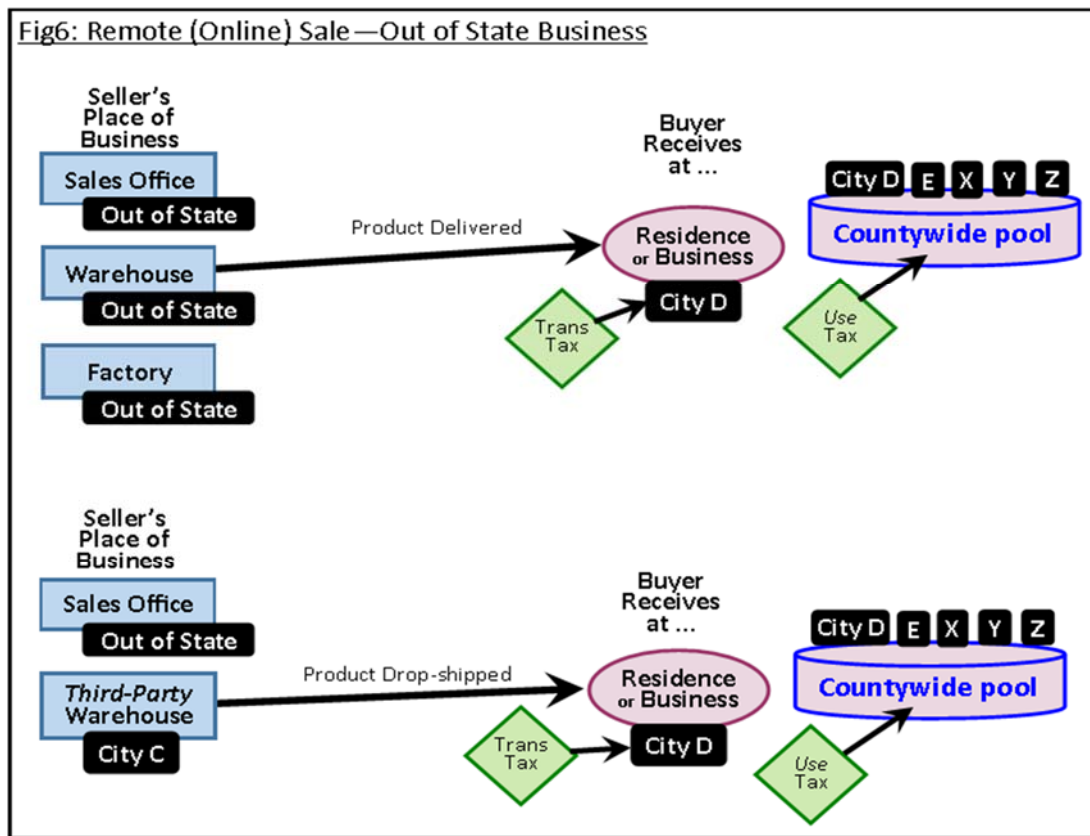 Fig6: Remote (Online) Sale—Out of State Business
Seller's
Place of
Business
Sales Office
Out of State
Warehouse
Out of State
Factory
Out of State
Product Delivered
Buyer
Receives
at ...
Residence
or Business
City D
Trans
Tax
City D E X Y Z
Countywide pool
Use
Tax
Seller's
Place of
Business
Sales Office
Out of State
Third-Party
Warehouse
City C
Product Drop-shipped
Buyer
Receives
at ...
Residence
or Business
City D
Trans
Tax
City D E X Y Z
Countywide pool
Use
Tax